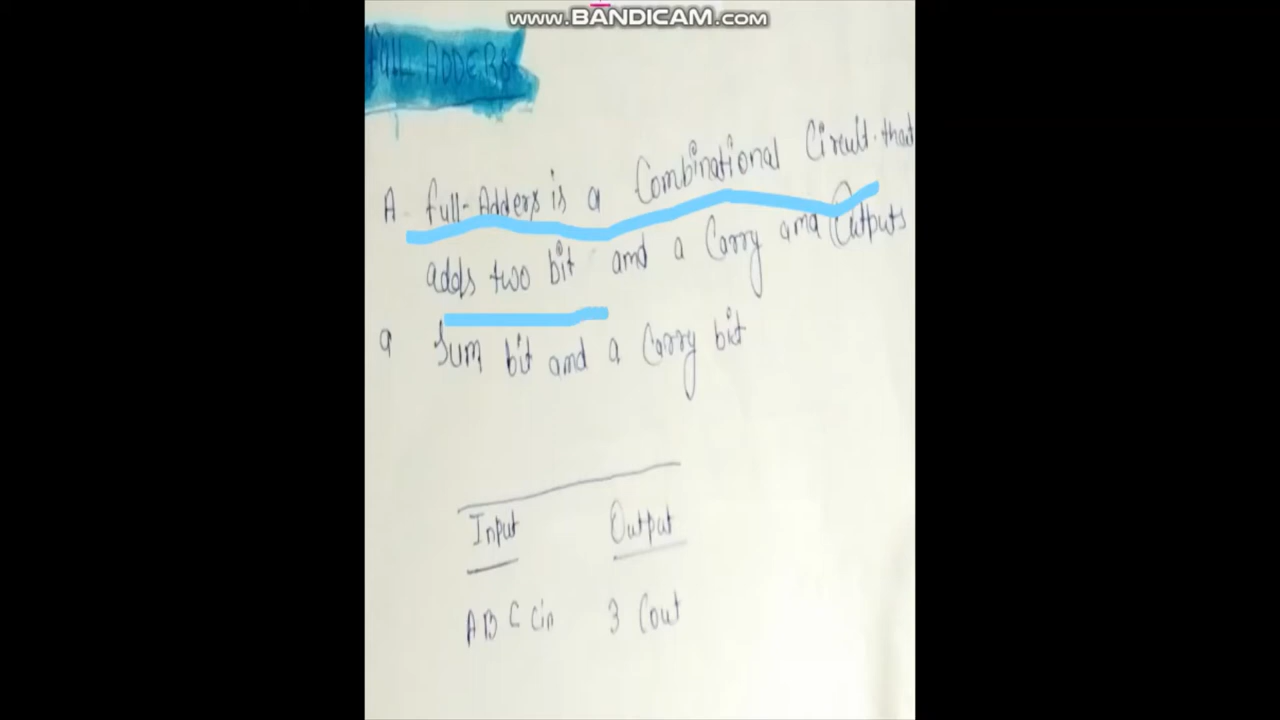 www.BANDICAM.com
FULL ADDERS
A full-Adders is a Combinational Circuit that
adds two bit and a Carry and Outputs
a Sum bit and a Carry bit
Input Output
A B C Cin 3 Cout